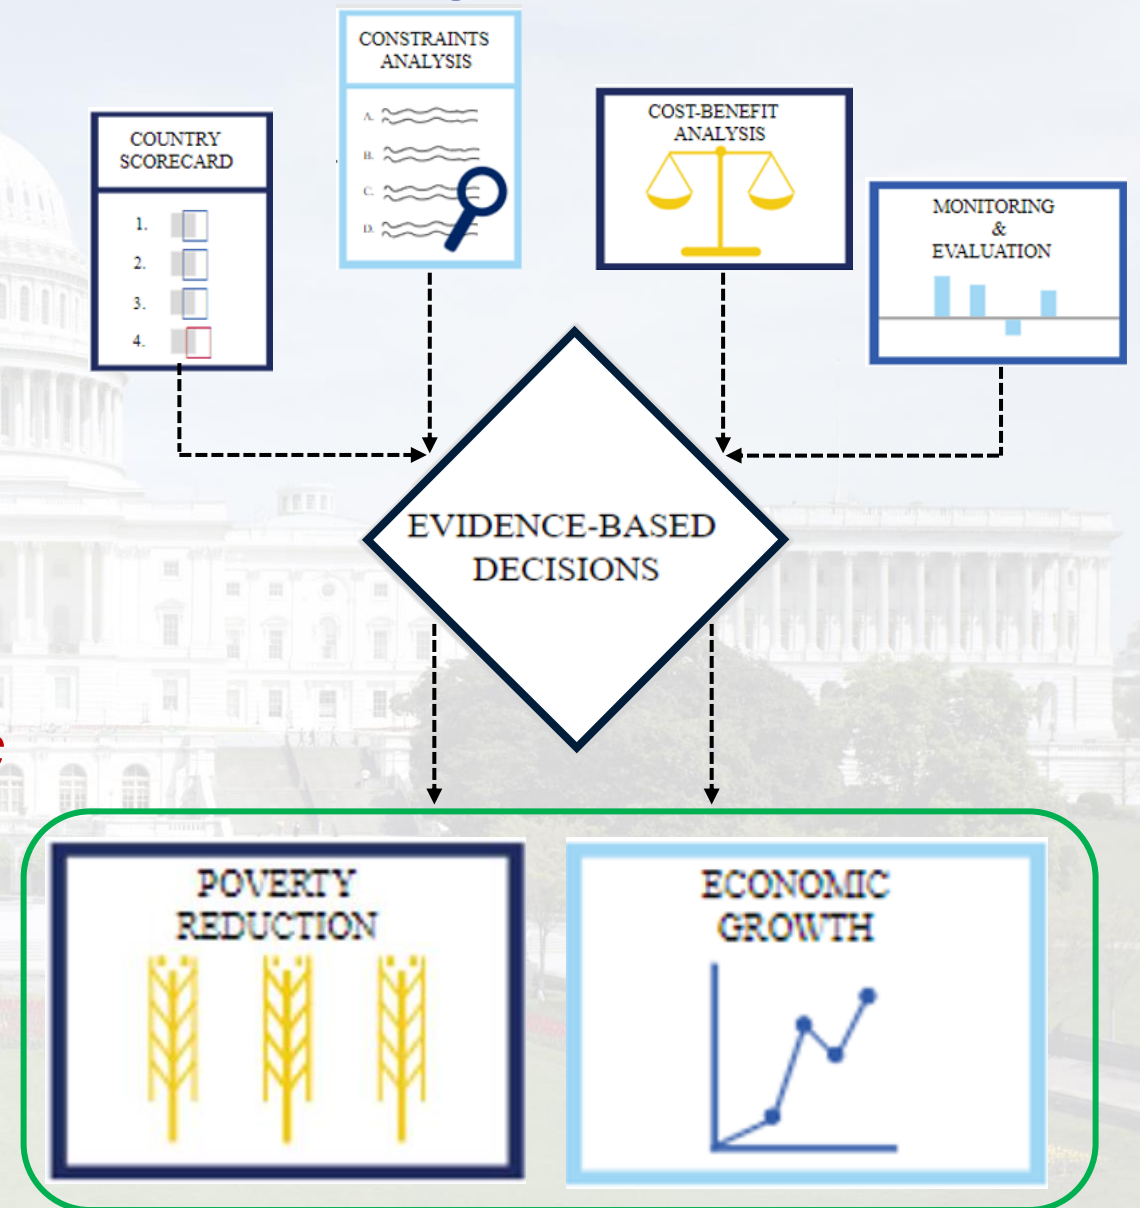 CONSTRAINTS
ANALYSIS
A.
B.
C.
D.
COUNTRY
SCORECARD
1.
2.
3.
4.
COST-BENEFIT
ANALYSIS
MONITORING
&
EVALUATION
EVIDENCE-BASED
DECISIONS
POVERTY
REDUCTION
ECONOMIC
GROWTH